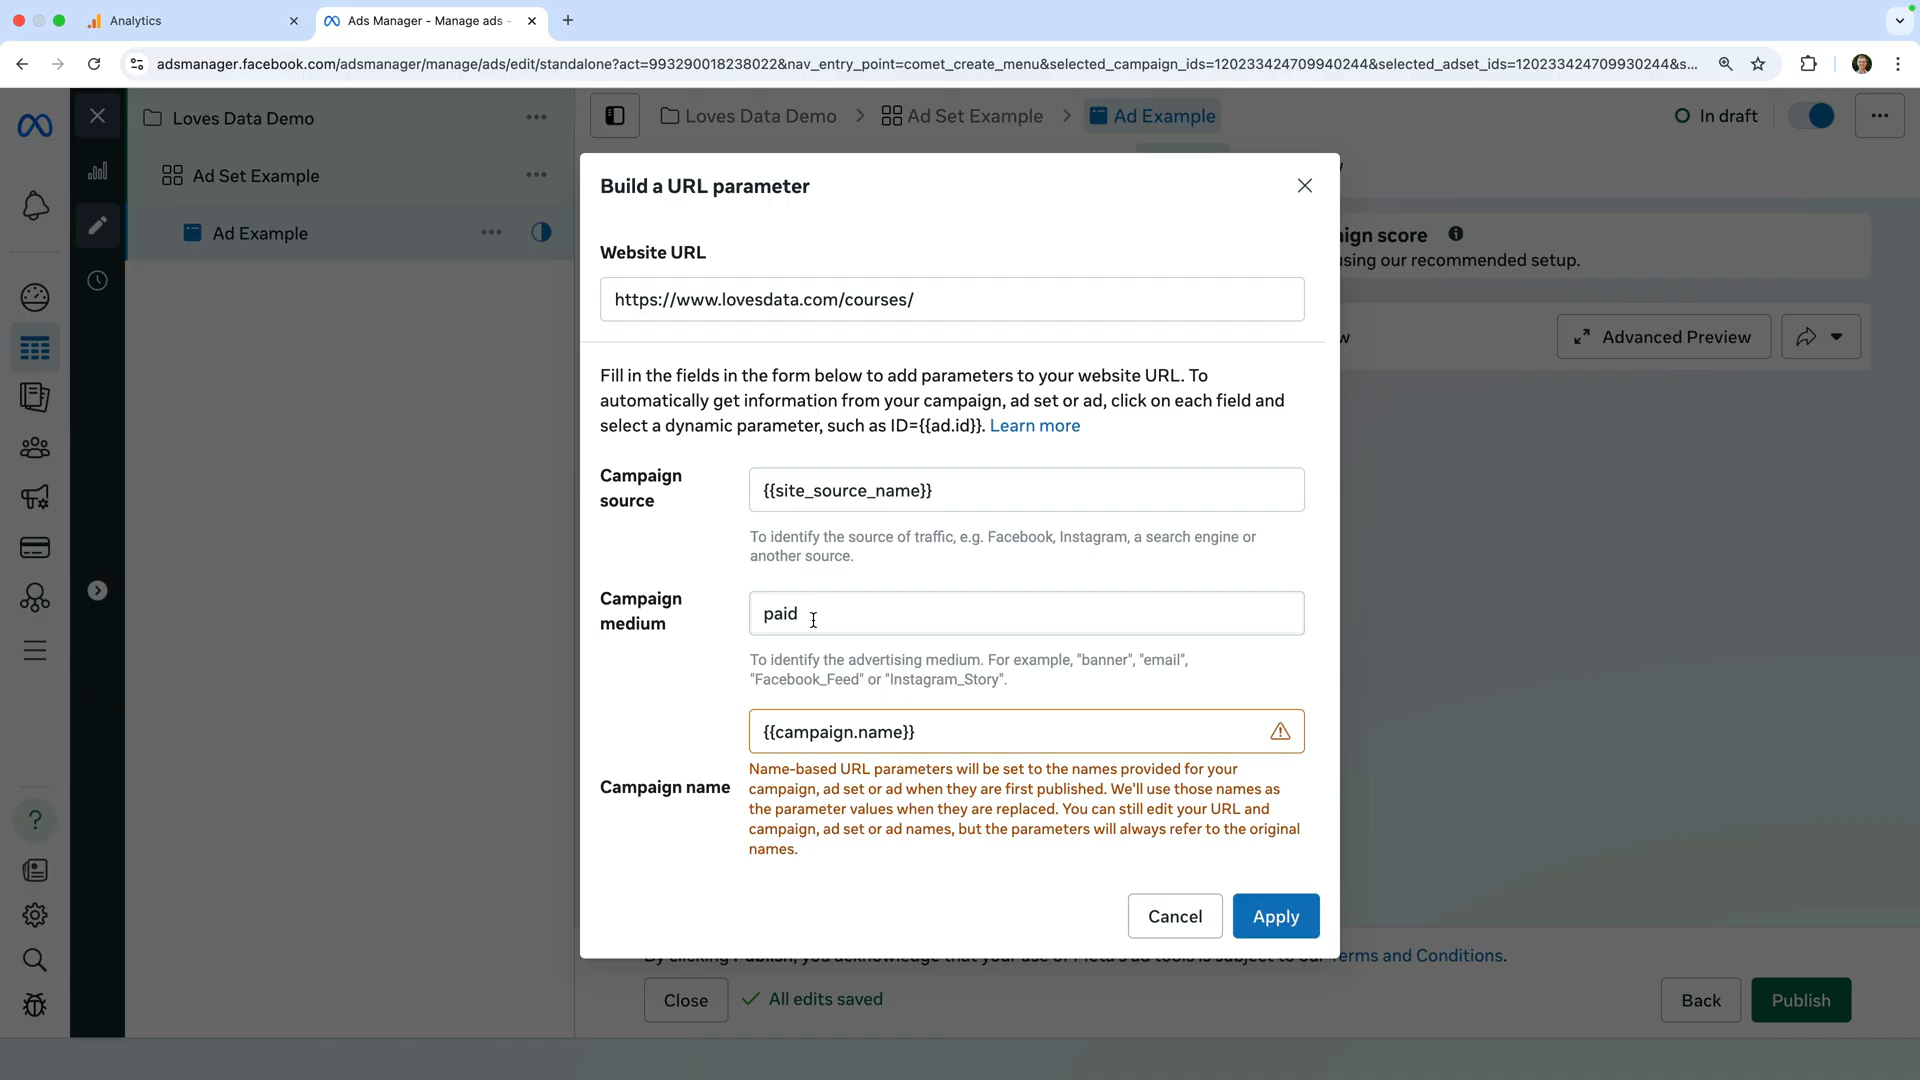 Analytics
Ads Manager - Manage ads -
adsmanager.facebook.com/adsmanager/manage/ads/edit/standalone?act=993290018238022&nav_entry_point=comet_create_menu&selected_campaign_ids=120233424709940244&selected_adset_ids=120233424709930244&s...
Loves Data Demo
Ad Set Example
Ad Example
Loves Data Demo
Ad Set Example
Ad Example
In draft
Build a URL parameter
ign score
sing our recommended setup.
Website URL
https://www.lovesdata.com/courses/
w
Advanced Preview
Fill in the fields in the form below to add parameters to your website URL. To
automatically get information from your campaign, ad set or ad, click on each field and
select a dynamic parameter, such as ID={{ad.id}}. Learn more
Campaign
source
{{site_source_name}}
To identify the source of traffic, e.g. Facebook, Instagram, a search engine or
another source.
Campaign
medium
paid
To identify the advertising medium. For example, "banner", "email",
"Facebook_Feed" or "Instagram_Story".
{{campaign.name}}
Campaign name
Name-based URL parameters will be set to the names provided for your
campaign, ad set or ad when they are first published. We'll use those names as
the parameter values when they are replaced. You can still edit your URL and
campaign, ad set or ad names, but the parameters will always refer to the original
names.
Cancel
Apply
Terms and Conditions.
Close
All edits saved
Back
Publish